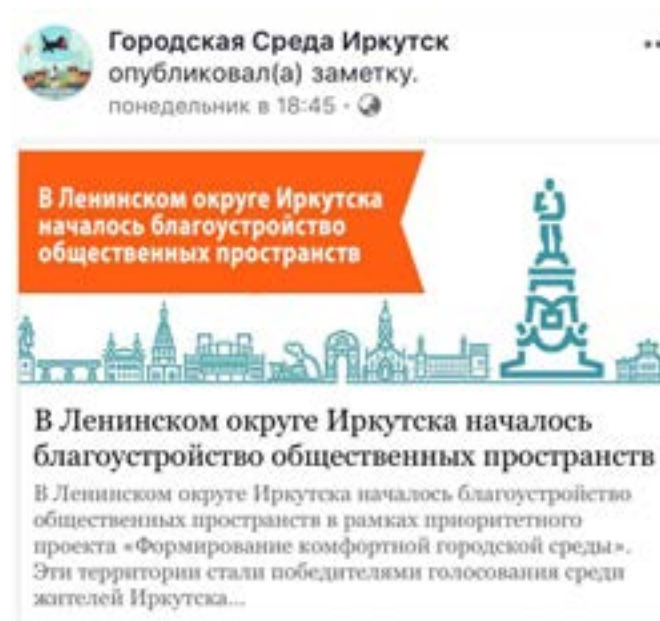 Городская Среда Иркутск
опубликовал(а) заметку.
понедельник в 18:45 ·
В Ленинском округе Иркутска
началось благоустройство
общественных пространств
В Ленинском округе Иркутска началось
благоустройство общественных пространств
В Ленинском округе Иркутска началось благоустройство
общественных пространств в рамках приоритетного
проекта «Формирование комфортной городской среды».
Эти территории стали победителями голосования среди
жителей Иркутска...